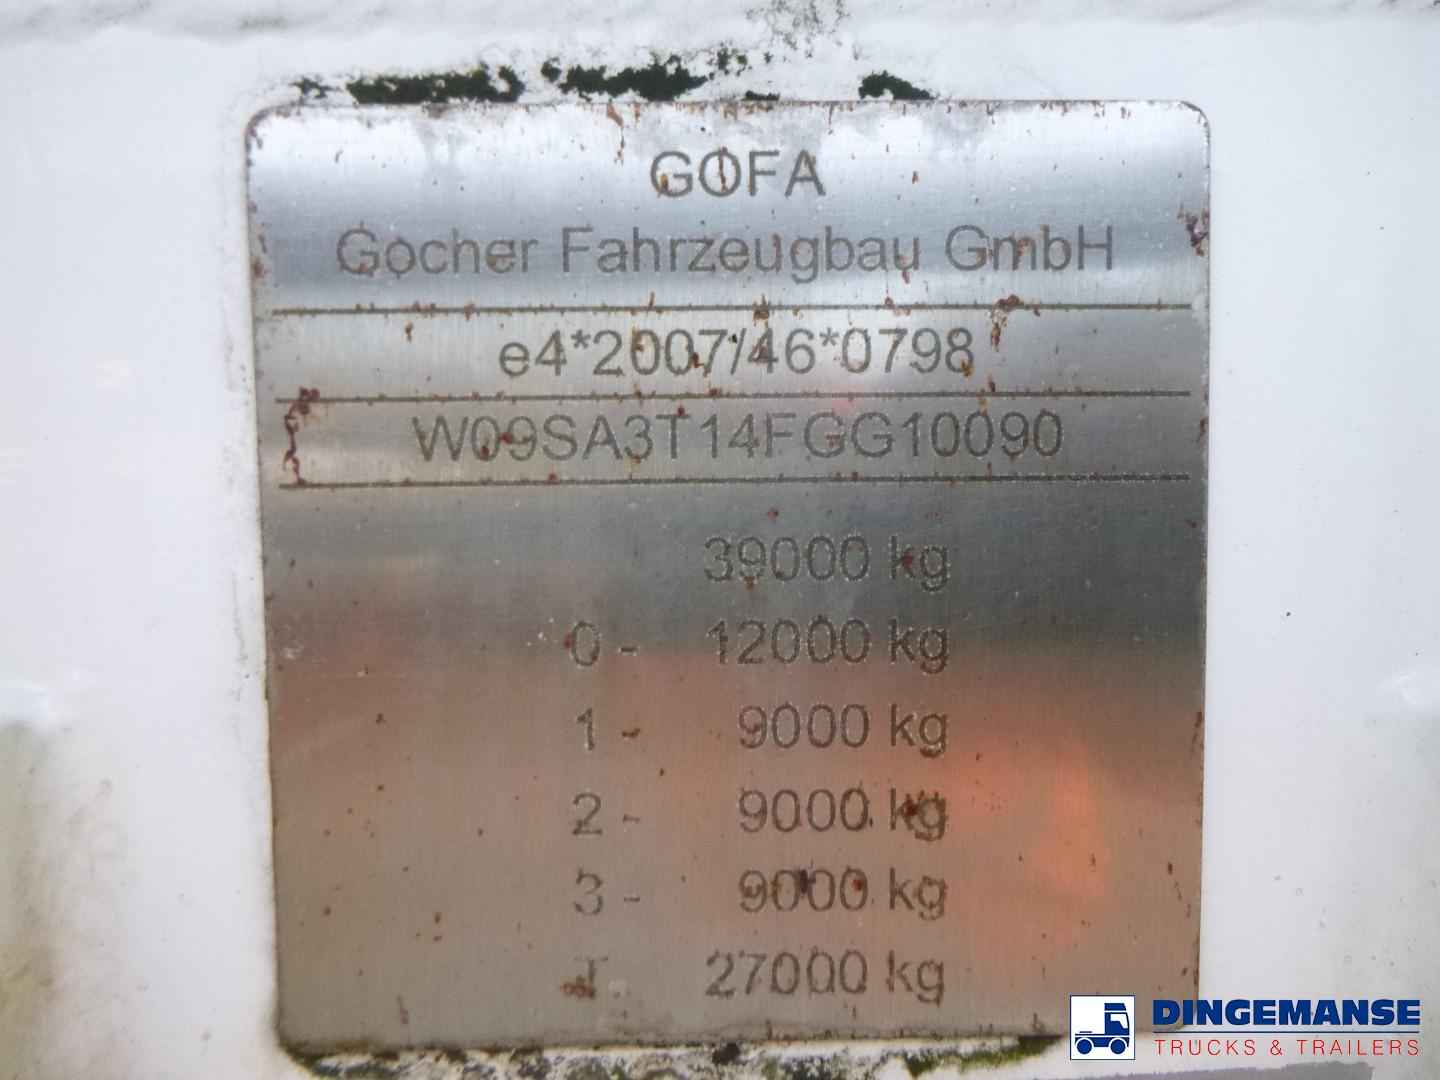 GOFA
Gocher Fahrzeugbau GmbH
e4*2007/46*0798
W09SA3T14FGG10090
39000 kg
0 - 12000 kg
1 - 9000 kg
2 - 9000 kg
3 - 9000 kg
T - 27000 kg
DINGEMANSE
TRUCKS & TRAILERS